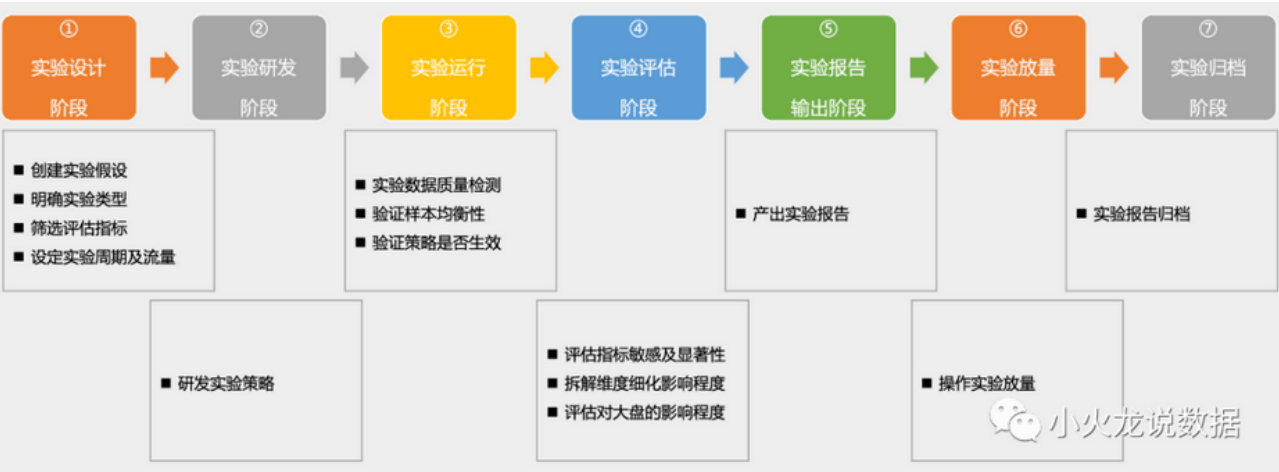 ①
实验设计
阶段
②
实验研发
阶段
③
实验运行
阶段
④
实验评估
阶段
⑤
实验报告
输出阶段
⑥
实验放量
阶段
⑦
实验归档
阶段
■ 创建实验假设
■ 明确实验类型
■ 筛选评估指标
■ 设定实验周期及流量
■ 研发实验策略
■ 实验数据质量检测
■ 验证样本均衡性
■ 验证策略是否生效
■ 评估指标敏感及显著性
■ 拆解维度细化影响程度
■ 评估对大盘的影响程度
■ 产出实验报告
■ 操作实验放量
■ 实验报告归档
小火龙说数据